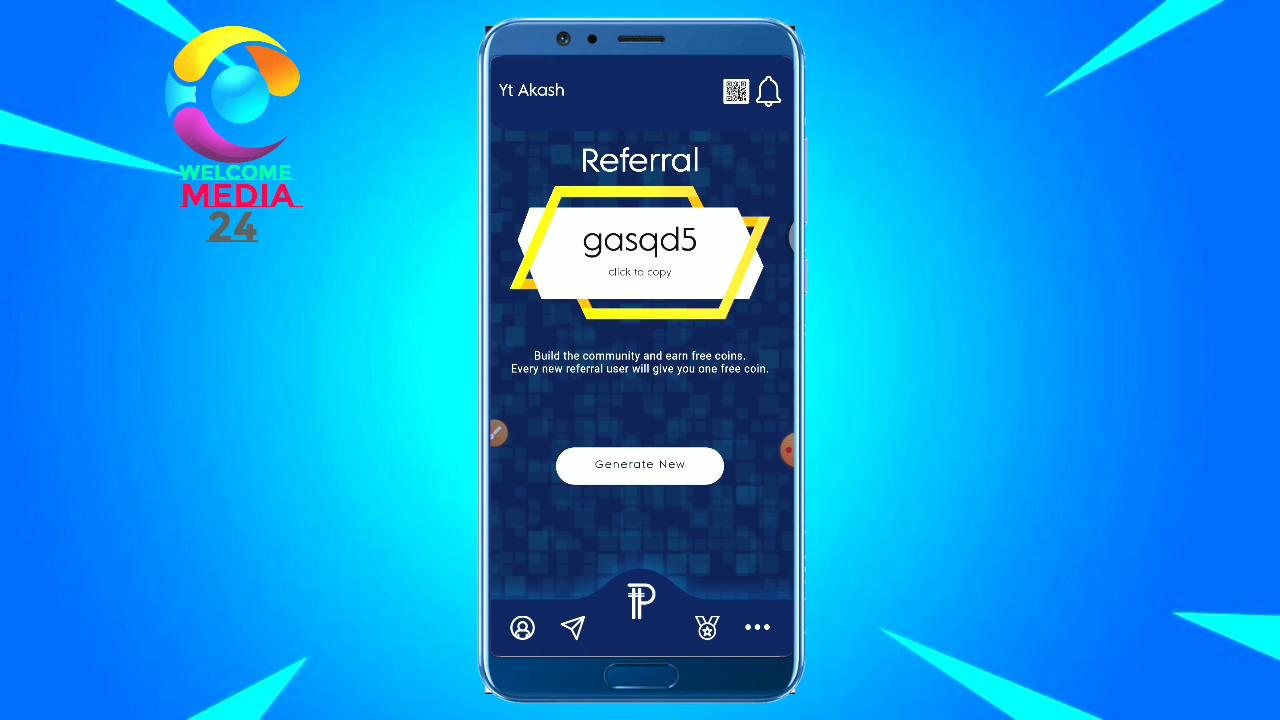 WELCOME
MEDIA
24
Yt Akash
Referral
gasqd5
click to copy
Build the community and earn free coins.
Every new referral user will give you one free coin.
Generate New